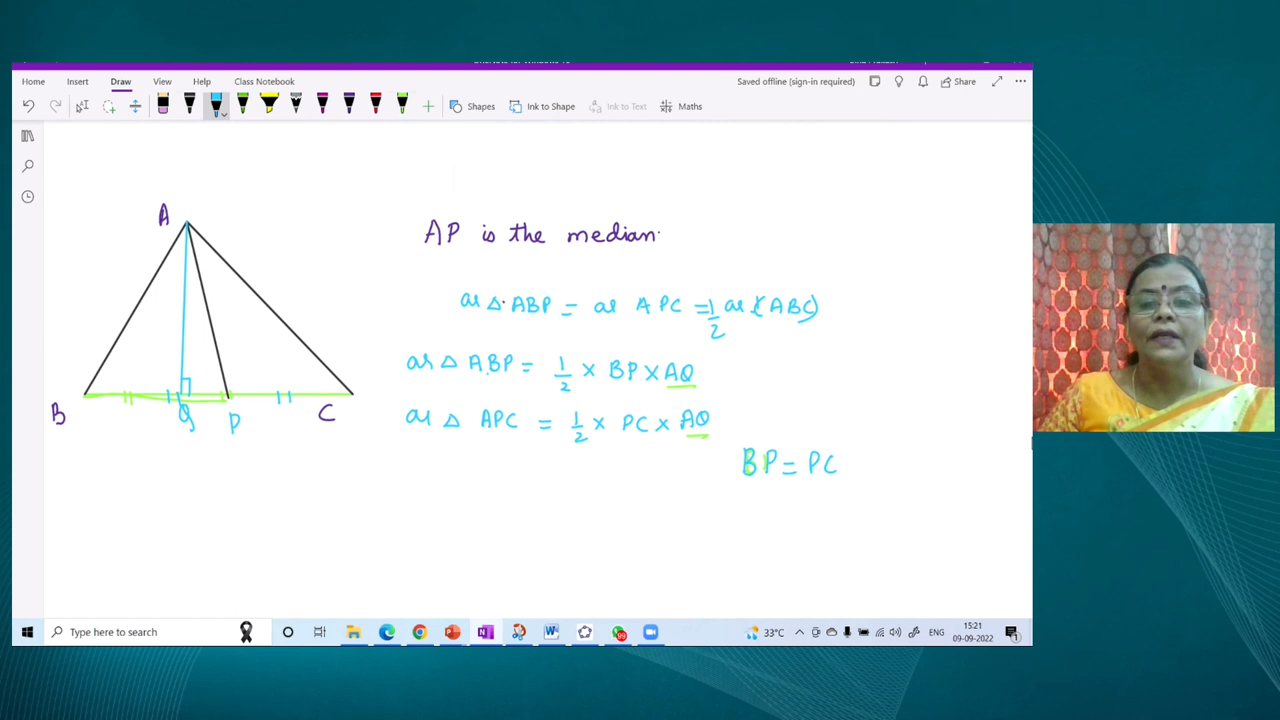 Home Insert Draw View Help Class Notebook
Saved offline (sign-in required) Share
Shapes Ink to Shape Ink to Text Maths
A
AP is the median.
ar △ ABP = ar APC = 1/2 ar (ABC)
ar △ ABP = 1/2 × BP × AQ
ar △ APC = 1/2 × PC × AQ
B Q P C
BP = PC
Type here to search
99
33°C
ENG
15:21
09-09-2022
1